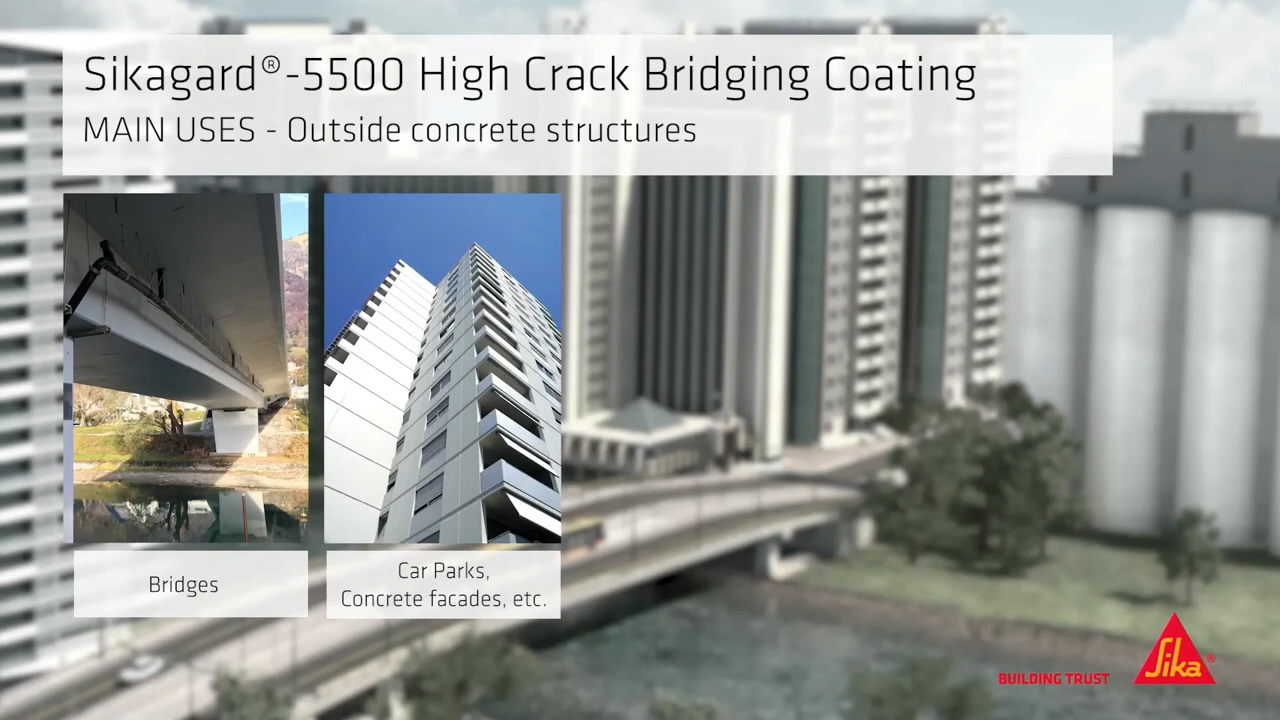 Sikagard®-5500 High Crack Bridging Coating
MAIN USES - Outside concrete structures
Bridges
Car Parks,
Concrete facades, etc.
BUILDING TRUST
Sika®